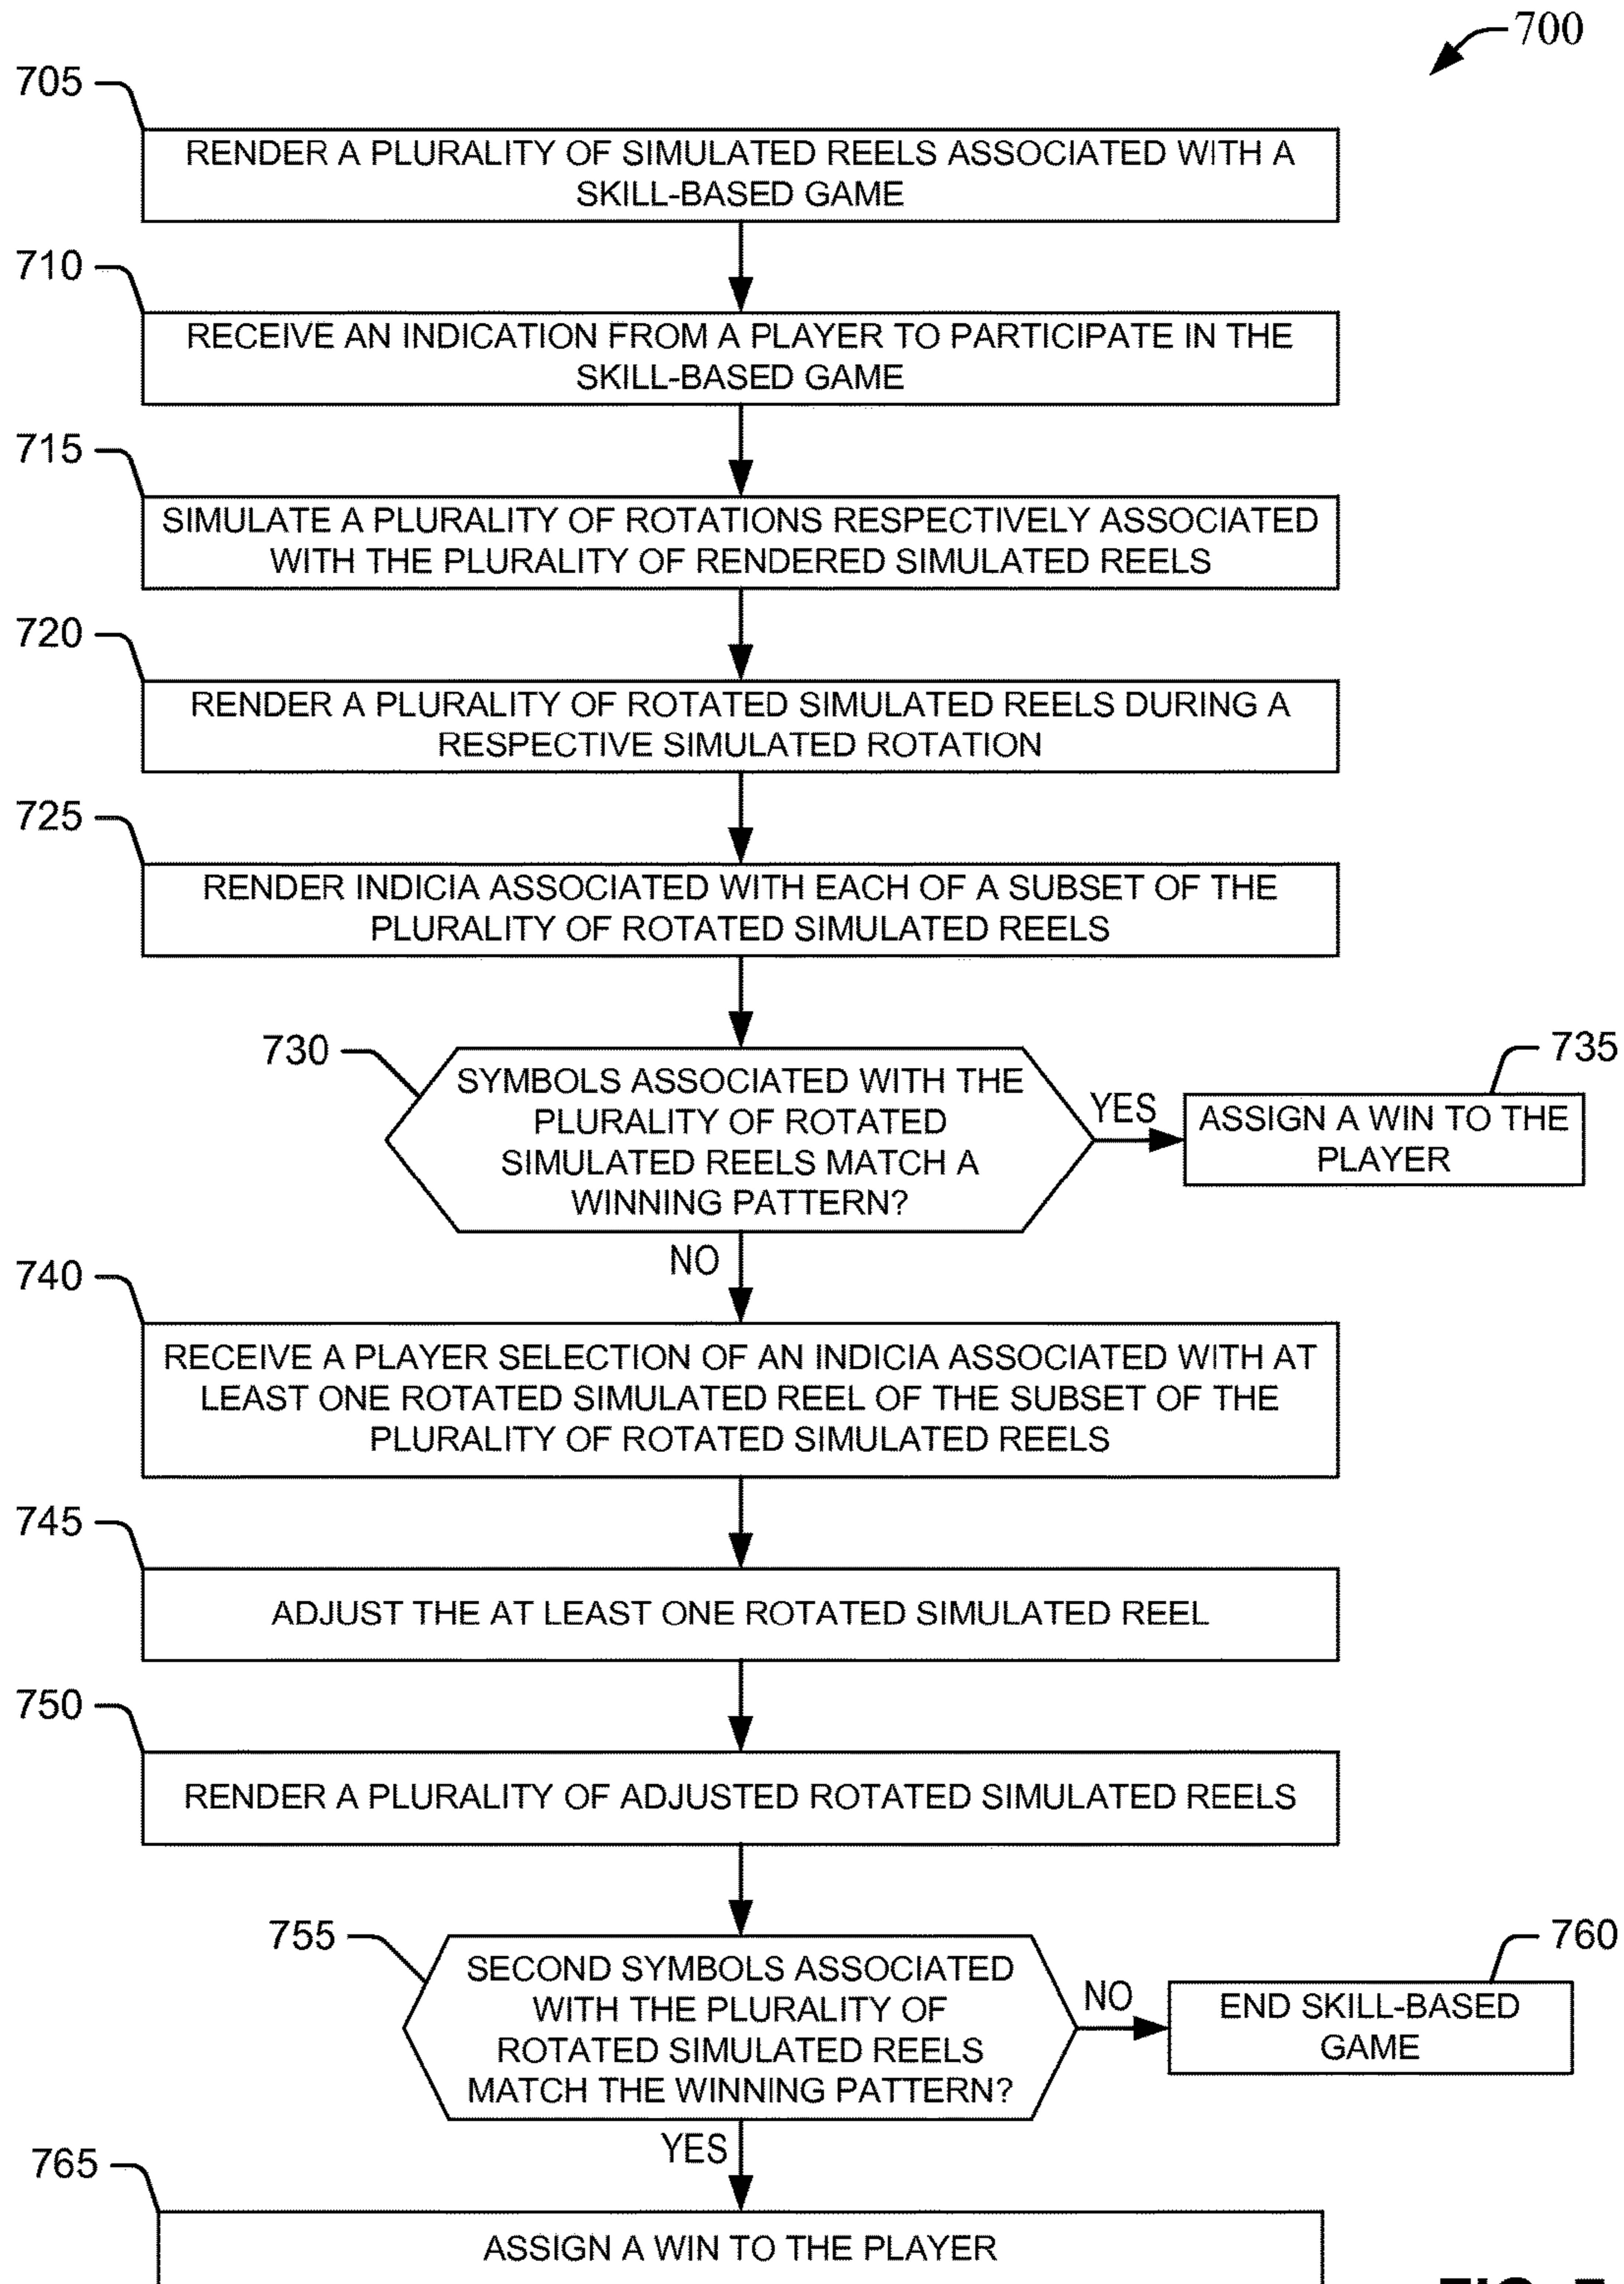 700
705
RENDER A PLURALITY OF SIMULATED REELS ASSOCIATED WITH A
SKILL-BASED GAME
710
RECEIVE AN INDICATION FROM A PLAYER TO PARTICIPATE IN THE
SKILL-BASED GAME
715
SIMULATE A PLURALITY OF ROTATIONS RESPECTIVELY ASSOCIATED
WITH THE PLURALITY OF RENDERED SIMULATED REELS
720
RENDER A PLURALITY OF ROTATED SIMULATED REELS DURING A
RESPECTIVE SIMULATED ROTATION
725
RENDER INDICIA ASSOCIATED WITH EACH OF A SUBSET OF THE
PLURALITY OF ROTATED SIMULATED REELS
730
SYMBOLS ASSOCIATED WITH THE
PLURALITY OF ROTATED
SIMULATED REELS MATCH A
WINNING PATTERN?
YES
735
ASSIGN A WIN TO THE
PLAYER
NO
740
RECEIVE A PLAYER SELECTION OF AN INDICIA ASSOCIATED WITH AT
LEAST ONE ROTATED SIMULATED REEL OF THE SUBSET OF THE
PLURALITY OF ROTATED SIMULATED REELS
745
ADJUST THE AT LEAST ONE ROTATED SIMULATED REEL
750
RENDER A PLURALITY OF ADJUSTED ROTATED SIMULATED REELS
755
SECOND SYMBOLS ASSOCIATED
WITH THE PLURALITY OF
ROTATED SIMULATED REELS
MATCH THE WINNING PATTERN?
NO
760
END SKILL-BASED
GAME
YES
765
ASSIGN A WIN TO THE PLAYER